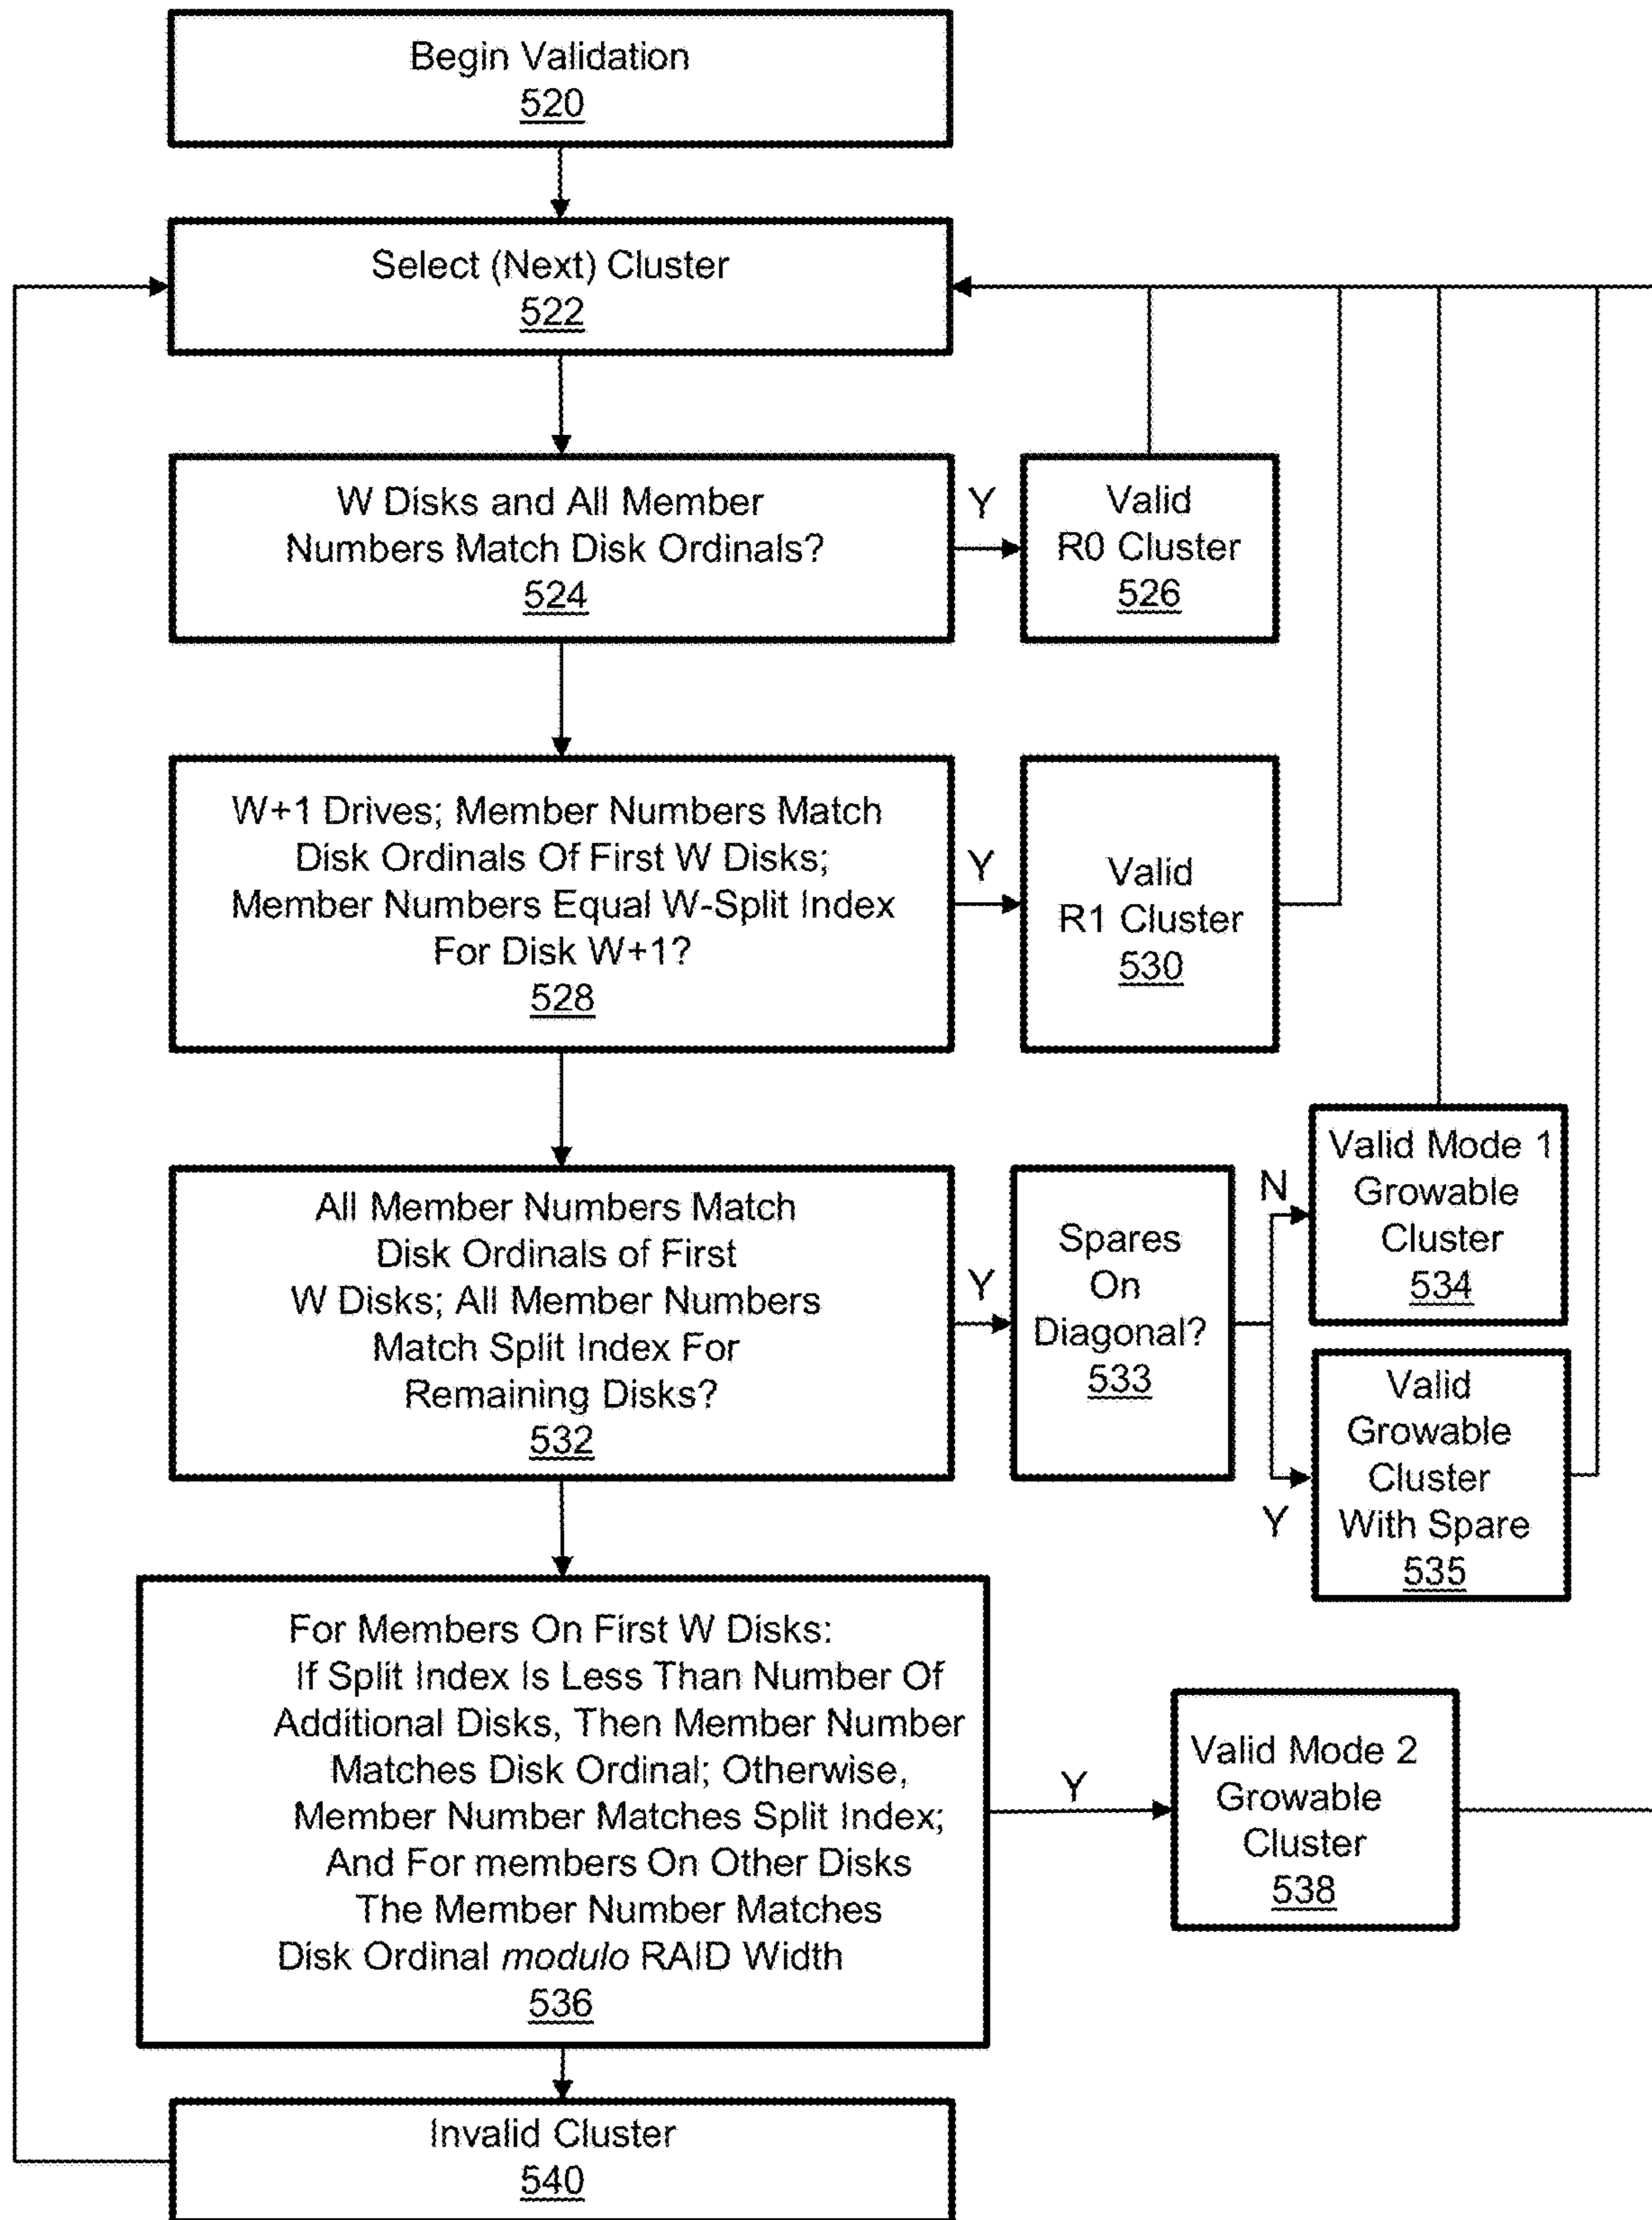 Begin Validation
520
Select (Next) Cluster
522
W Disks and All Member
Numbers Match Disk Ordinals?
524
Y
Valid
R0 Cluster
526
W+1 Drives; Member Numbers Match
Disk Ordinals Of First W Disks;
Member Numbers Equal W-Split Index
For Disk W+1?
528
Y
Valid
R1 Cluster
530
All Member Numbers Match
Disk Ordinals of First
W Disks; All Member Numbers
Match Split Index For
Remaining Disks?
532
Y
Spares
On
Diagonal?
533
N
Valid Mode 1
Growable
Cluster
534
Y
Valid
Growable
Cluster
With Spare
535
For Members On First W Disks:
If Split Index Is Less Than Number Of
Additional Disks, Then Member Number
Matches Disk Ordinal; Otherwise,
Member Number Matches Split Index;
And For members On Other Disks
The Member Number Matches
Disk Ordinal modulo RAID Width
536
Y
Valid Mode 2
Growable
Cluster
538
Invalid Cluster
540